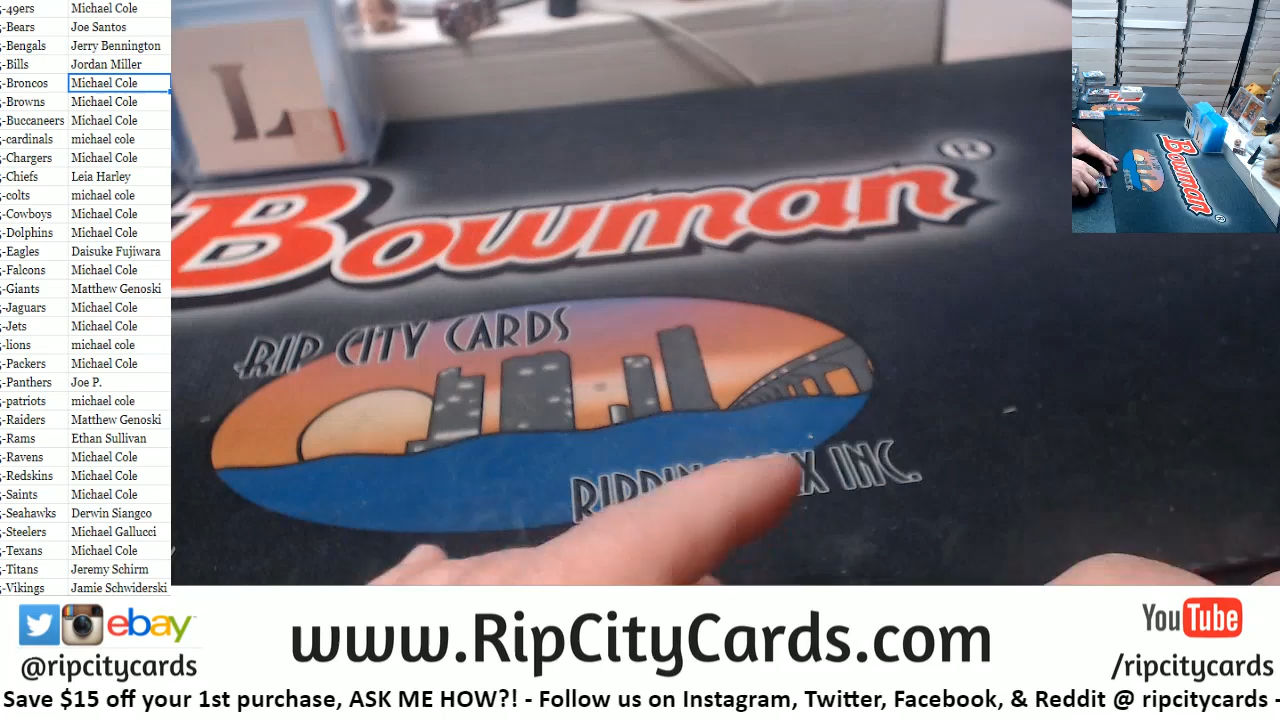 -49ers Michael Cole
-Bears Joe Santos
-Bengals Jerry Bennington
-Bills Jordan Miller
-Broncos Michael Cole
-Browns Michael Cole
-Buccaneers Michael Cole
-cardinals michael cole
-Chargers Michael Cole
-Chiefs Leia Harley
-colts michael cole
-Cowboys Michael Cole
-Dolphins Michael Cole
-Eagles Daisuke Fujiwara
-Falcons Michael Cole
-Giants Matthew Genoski
-Jaguars Michael Cole
-Jets Michael Cole
-lions michael cole
-Packers Michael Cole
-Panthers Joe P.
-patriots michael cole
-Raiders Matthew Genoski
-Rams Ethan Sullivan
-Ravens Michael Cole
-Redskins Michael Cole
-Saints Michael Cole
-Seahawks Derwin Siangco
-Steelers Michael Gallucci
-Texans Michael Cole
-Titans Jeremy Schirm
-Vikings Jamie Schwiderski
L
Bowman®
RIP CITY CARDS
INC.
Bowman®
ebay
@ripcitycards
www.RipCityCards.com
YouTube
/ripcitycards
Save $15 off your 1st purchase, ASK ME HOW?! - Follow us on Instagram, Twitter, Facebook, & Reddit @ ripcitycards -